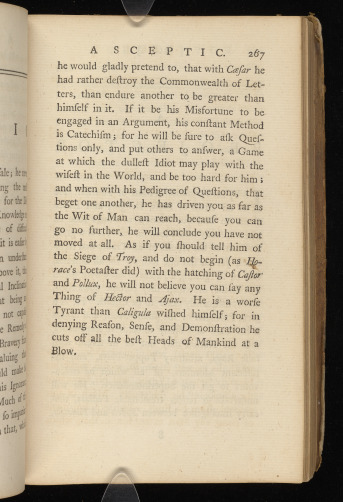 A SCEPTIC. 267
he would gladly pretend to, that with Cæſar he
had rather deſtroy the Commonwealth of Let-
ters, than endure another to be greater than
himſelf in it. If it be his Misfortune to be
engaged in an Argument, his conſtant Method
is Catechiſm; for he will be ſure to aſk Queſ-
tions only, and put others to anſwer, a Game
at which the dulleſt Idiot may play with the
wiſeſt in the World, and be too hard for him;
and when with his Pedigree of Queſtions, that
beget one another, he has driven you as far as
the Wit of Man can reach, becauſe you can
go no further, he will conclude you have not
moved at all. As if you ſhould tell him of
the Siege of Troy, and do not begin (as Ho-
race's Poetaſter did) with the hatching of Caſtor
and Pollux, he will not believe you can ſay any
Thing of Hector and Ajax. He is a worſe
Tyrant than Caligula wiſhed himſelf; for in
denying Reaſon, Senſe, and Demonſtration he
cuts off all the beſt Heads of Mankind at a
Blow.